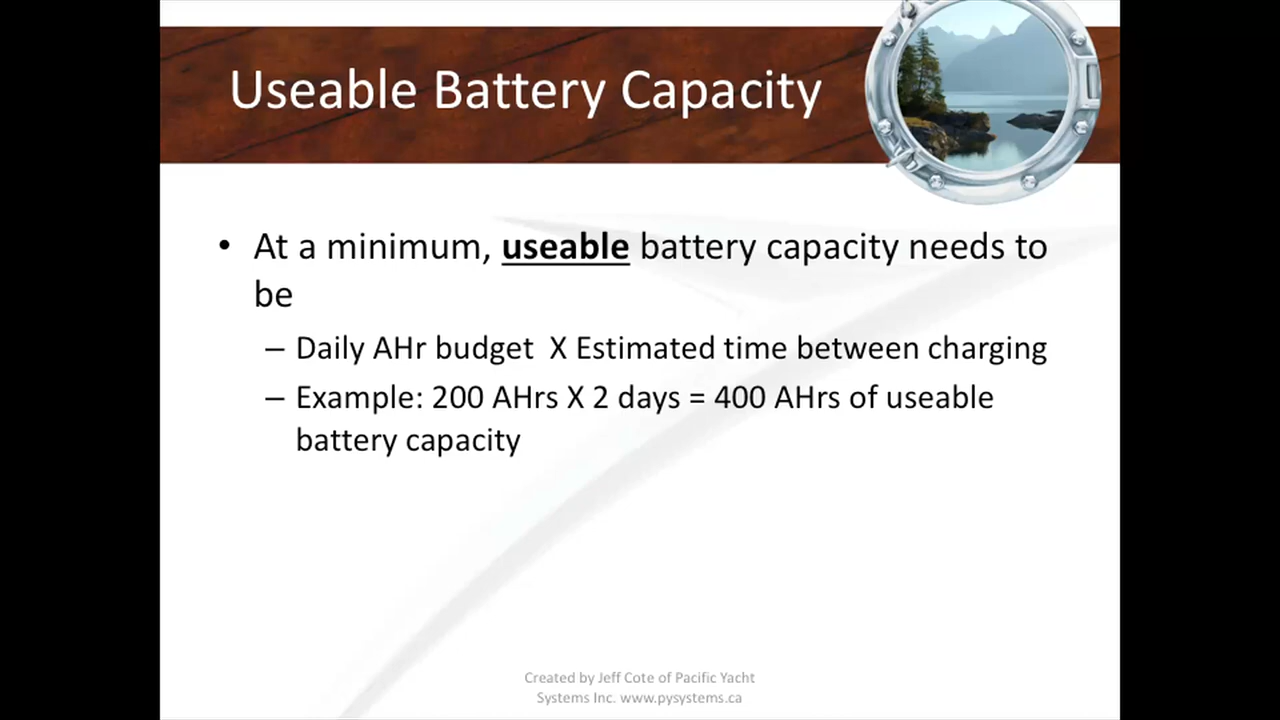 Useable Battery Capacity
• At a minimum, useable battery capacity needs to
be
– Daily AHr budget  X Estimated time between charging
– Example: 200 AHrs X 2 days = 400 AHrs of useable
battery capacity
Created by Jeff Cote of Pacific Yacht
Systems Inc. www.pysystems.ca